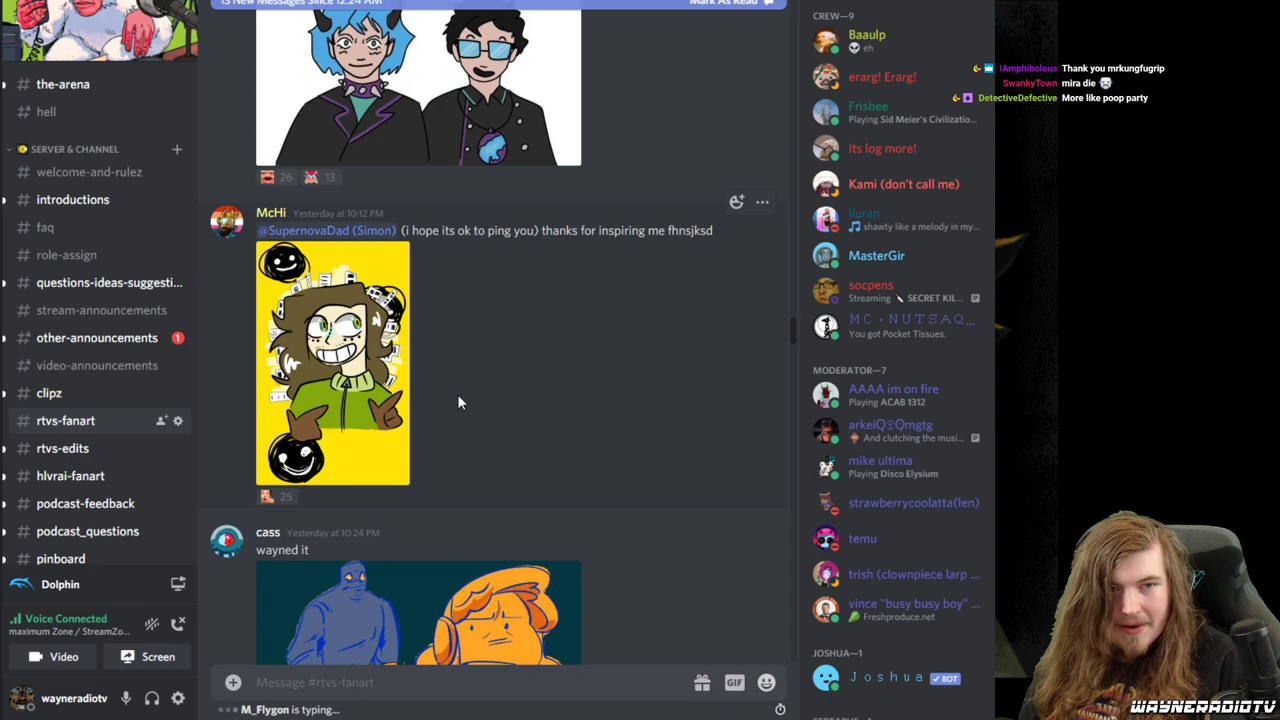 13 New Messages Since 12:24 AM
Mark As Read
the-arena
hell
SERVER & CHANNEL
welcome-and-rulez
introductions
faq
role-assign
questions-ideas-suggesti...
stream-announcements
other-announcements 1
video-announcements
clipz
rtvs-fanart
rtvs-edits
hlvrai-fanart
podcast-feedback
podcast_questions
pinboard
Dolphin
Voice Connected
maximum Zone / StreamZo...
Video
Screen
wayneradiotv
26
13
McHi Yesterday at 10:12 PM
@SupernovaDad (Simon) (i hope its ok to ping you) thanks for inspiring me fhnsjksd
25
cass Yesterday at 10:24 PM
wayned it
Message #rtvs-fanart
GIF
M_Flygon is typing...
CREW—9
Baaulp
eh
erarg! Erarg!
Frisbee
Playing Sid Meier's Civilizatio...
its log more!
Kami (don't call me)
shawty like a melody in my...
MasterGir
socpens
Streaming 🔪 SECRET KIL...
MC・NUTSAQ...
You got Pocket Tissues.
MODERATOR—7
AAAA im on fire
Playing ACAB 1312
And clutching the musi...
mike ultima
Playing Disco Elysium
strawberrycoolatta(len)
temu
trish (clownpiece larp ...
vince "busy busy boy" ...
Freshproduce.net
JOSHUA—1
Joshua BOT
IAmphibolous Thank you mrkungfugrip
SwankyTown mira die
DetectiveDefective More like poop party
WAYNERADIOTV